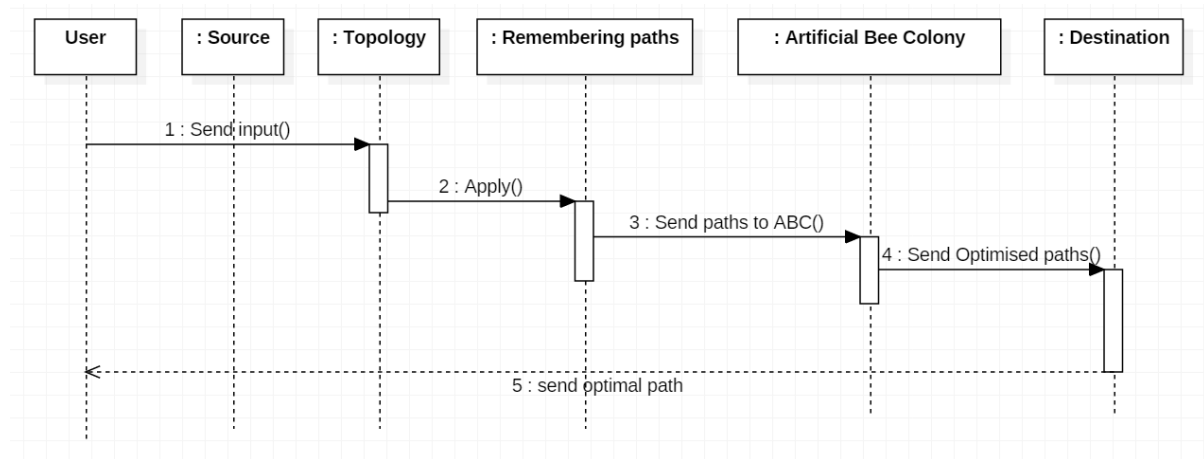 User
: Source
: Topology
: Remembering paths
: Artificial Bee Colony
: Destination
1 : Send input()
2 : Apply()
3 : Send paths to ABC()
4 : Send Optimised paths()
5 : send optimal path